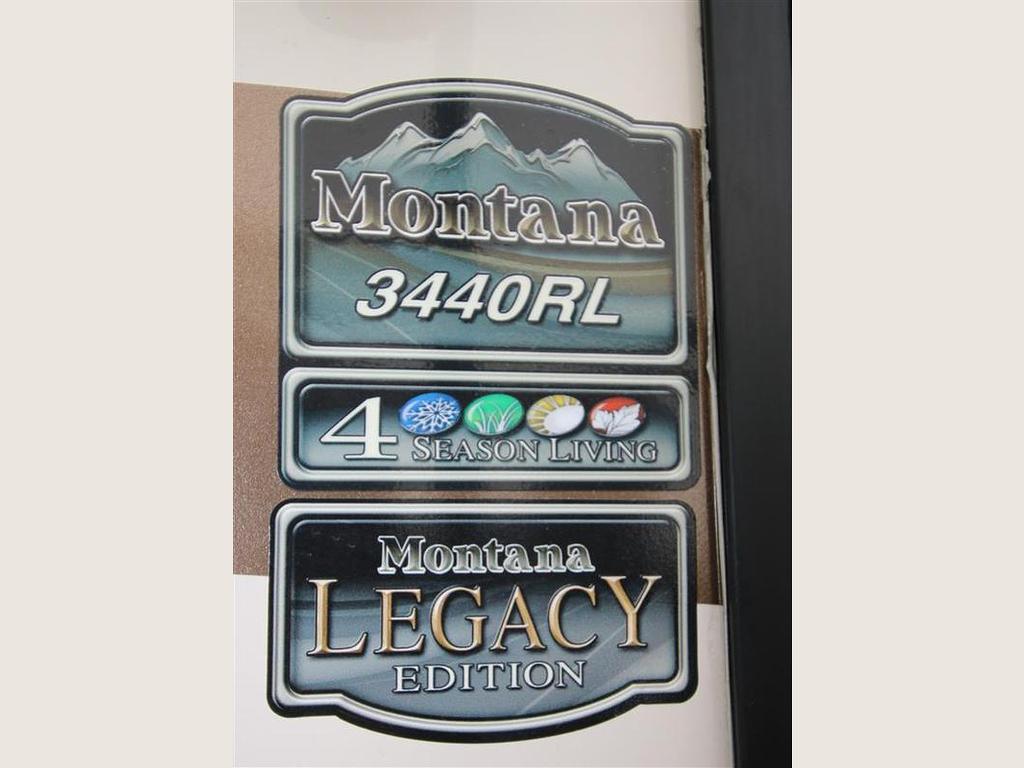 Montana
3440RL
4 SEASON LIVING
Montana
LEGACY
EDITION